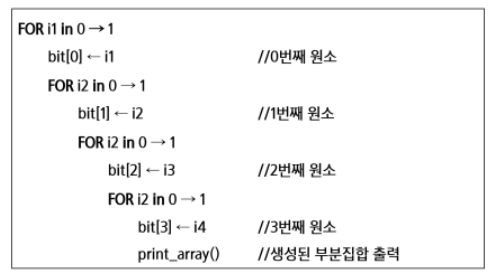 FOR i1 in 0 → 1
bit[0] ← i1 //0번째 원소
FOR i2 in 0 → 1
bit[1] ← i2 //1번째 원소
FOR i2 in 0 → 1
bit[2] ← i3 //2번째 원소
FOR i2 in 0 → 1
bit[3] ← i4 //3번째 원소
print_array() //생성된 부분집합 출력